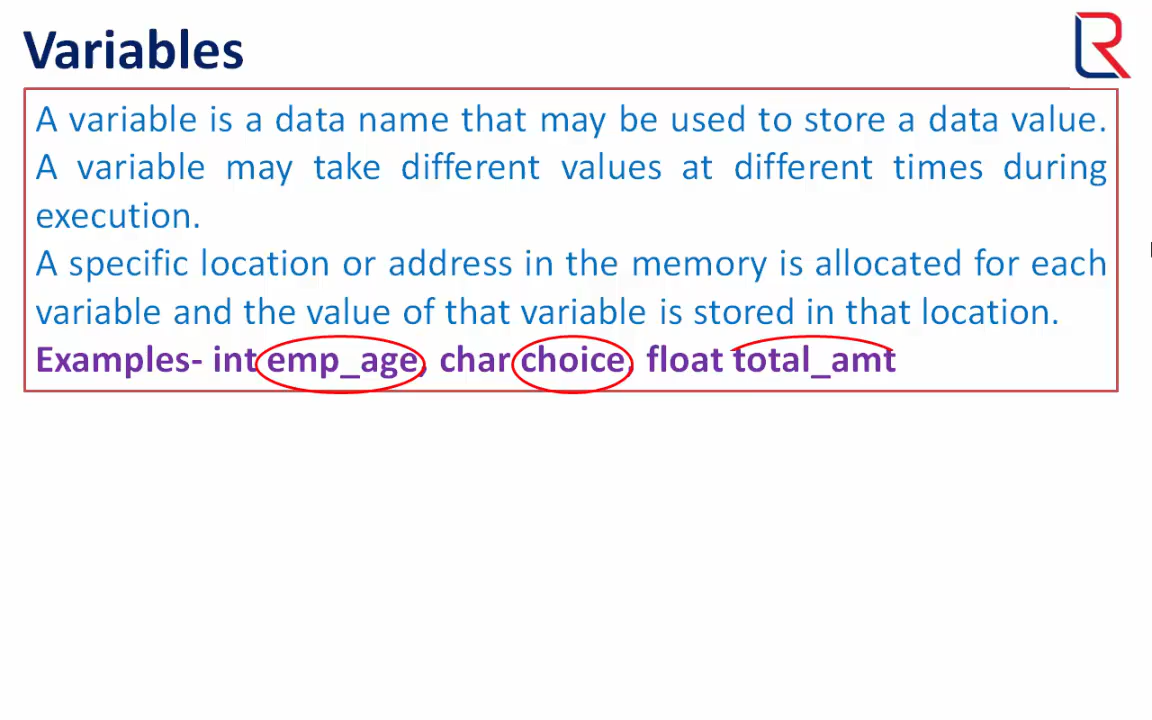 Variables
A variable is a data name that may be used to store a data value.
A variable may take different values at different times during
execution.
A specific location or address in the memory is allocated for each
variable and the value of that variable is stored in that location.
Examples- int emp_age, char choice, float total_amt